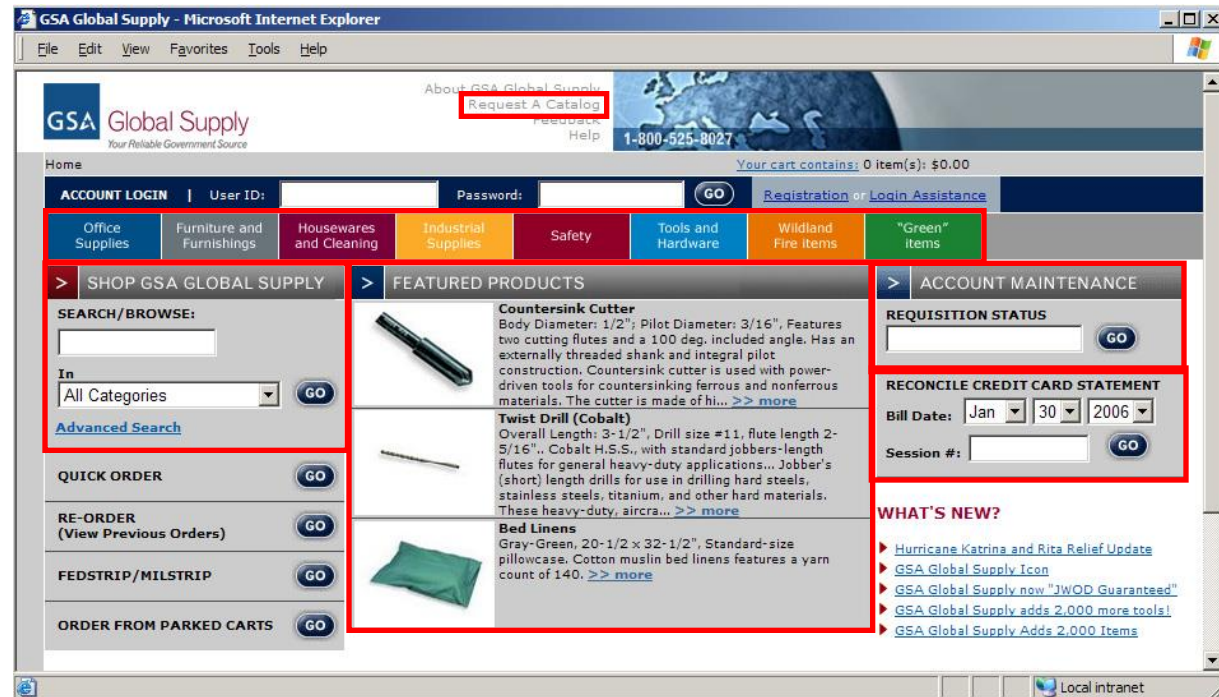 GSA Global Supply - Microsoft Internet Explorer
File Edit View Favorites Tools Help
GSA Global Supply
Your Reliable Government Source
About GSA Global Supply
Request A Catalog
Feedback
Help
1-800-525-8027
Home
Your cart contains: 0 item(s): $0.00
ACCOUNT LOGIN | User ID:
Password:
GO
Registration or Login Assistance
Office
Supplies
Furniture and
Furnishings
Housewares
and Cleaning
Industrial
Supplies
Safety
Tools and
Hardware
Wildland
Fire items
"Green"
items
> SHOP GSA GLOBAL SUPPLY
SEARCH/BROWSE:
In
All Categories
GO
Advanced Search
QUICK ORDER GO
RE-ORDER
(View Previous Orders) GO
FEDSTRIP/MILSTRIP GO
ORDER FROM PARKED CARTS GO
> FEATURED PRODUCTS
Countersink Cutter
Body Diameter: 1/2"; Pilot Diameter: 3/16", Features
two cutting flutes and a 100 deg. included angle. Has an
externally threaded shank and integral pilot
construction. Countersink cutter is used with power-
driven tools for countersinking ferrous and nonferrous
materials. The cutter is made of hi... >> more
Twist Drill (Cobalt)
Overall Length: 3-1/2", Drill size #11, flute length 2-
5/16".. Cobalt H.S.S., with standard jobbers-length
flutes for general heavy-duty applications... Jobber's
(short) length drills for use in drilling hard steels,
stainless steels, titanium, and other hard materials.
These heavy-duty, aircra... >> more
Bed Linens
Gray-Green, 20-1/2 x 32-1/2", Standard-size
pillowcase. Cotton muslin bed linens features a yarn
count of 140. >> more
> ACCOUNT MAINTENANCE
REQUISITION STATUS
GO
RECONCILE CREDIT CARD STATEMENT
Bill Date: Jan 30 2006
Session #: GO
WHAT'S NEW?
Hurricane Katrina and Rita Relief Update
GSA Global Supply Icon
GSA Global Supply now "JWOD Guaranteed"
GSA Global Supply adds 2,000 more tools!
GSA Global Supply Adds 2,000 Items
Local intranet